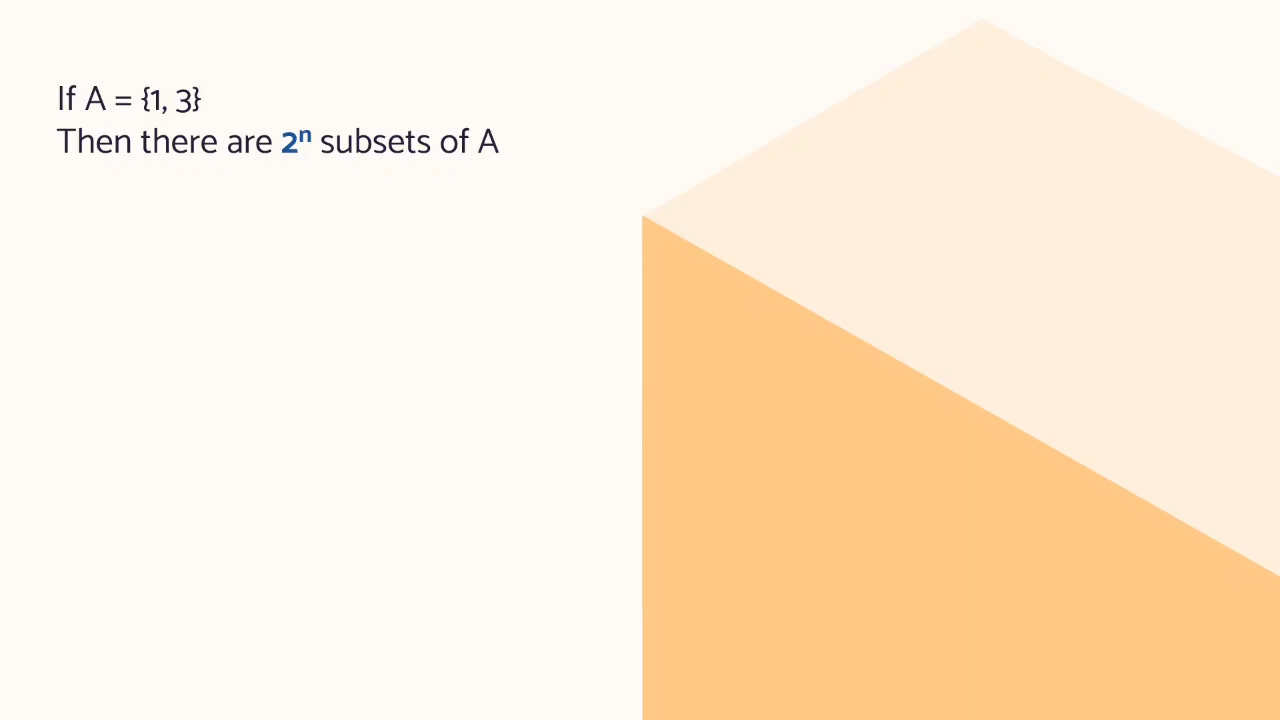 If A = {1, 3}
Then there are 2ⁿ subsets of A